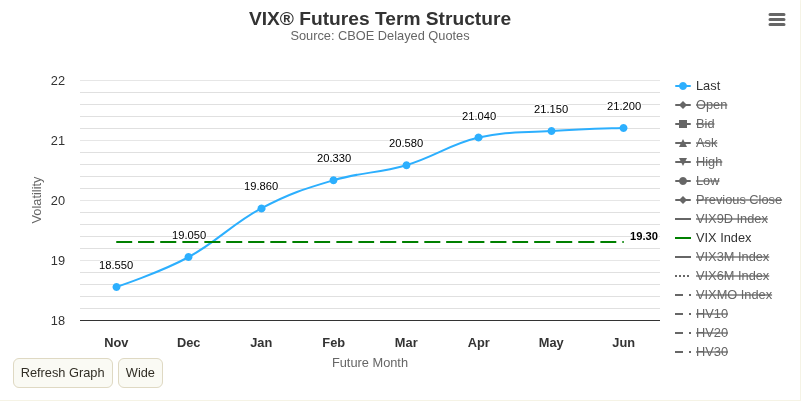 VIX® Futures Term Structure
Source: CBOE Delayed Quotes
Volatility
22
21
20
19
18
18.550
19.050
19.860
20.330
20.580
21.040
21.150
21.200
19.30
Nov Dec Jan Feb Mar Apr May Jun
Future Month
Last
Open
Bid
Ask
High
Low
Previous Close
VIX9D Index
VIX Index
VIX3M Index
VIX6M Index
VIXMO Index
HV10
HV20
HV30
Refresh Graph Wide